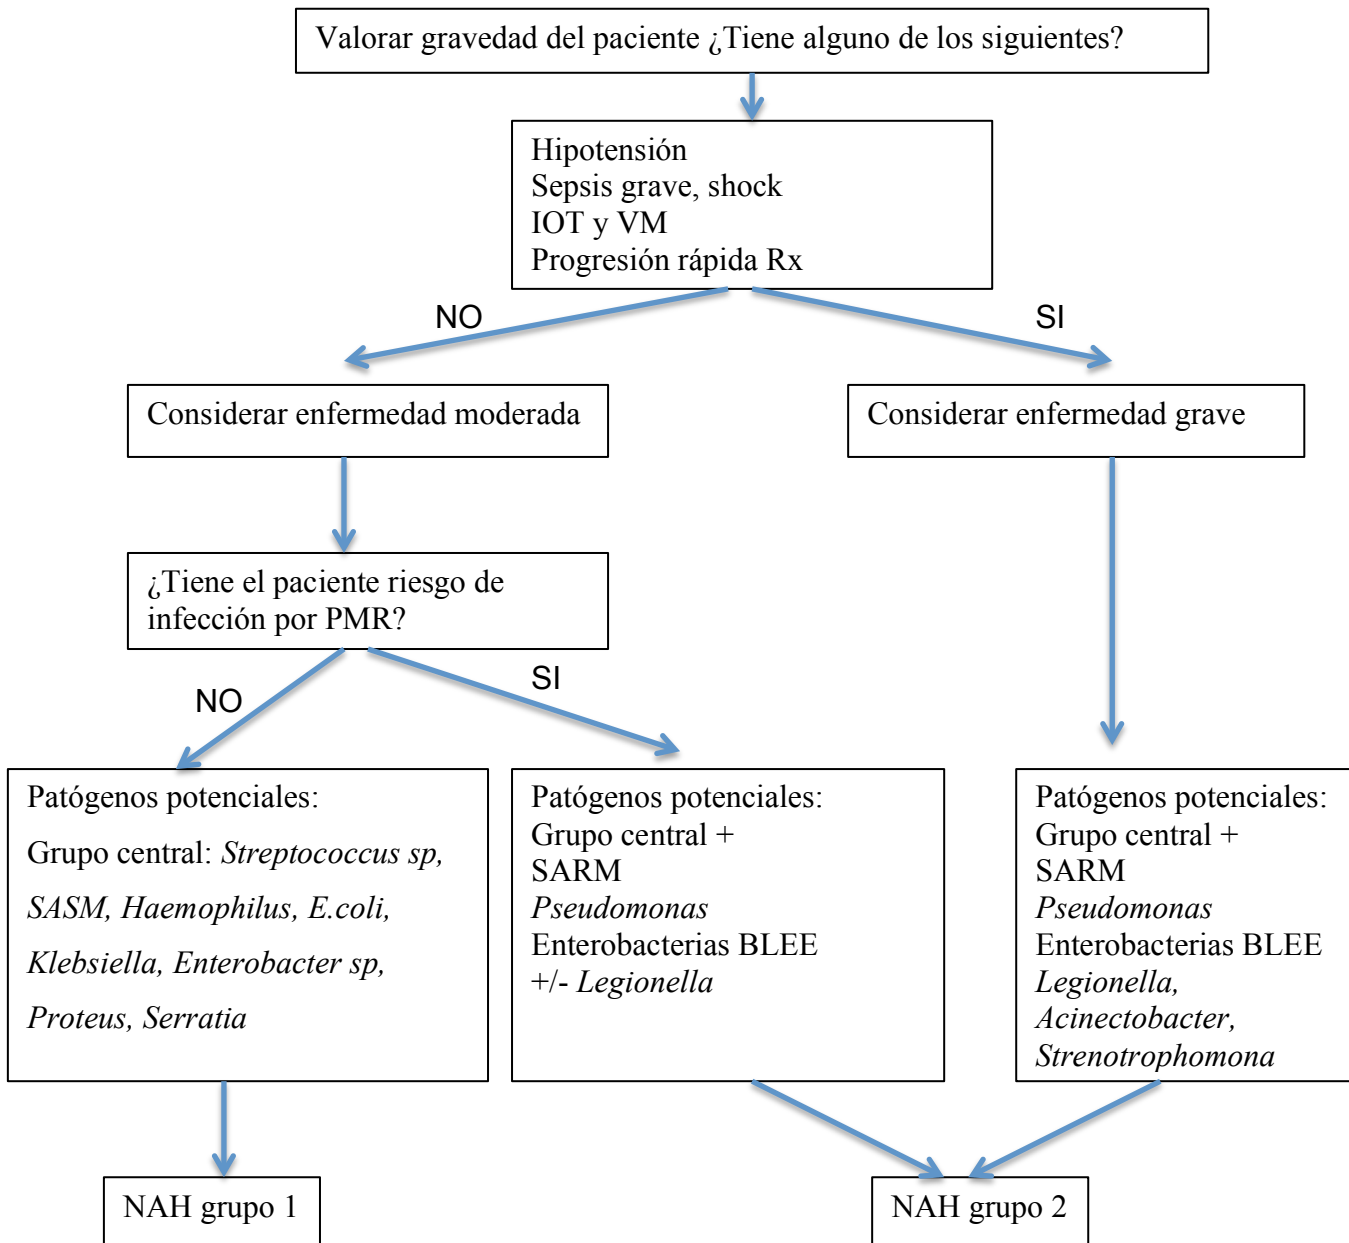 Valorar gravedad del paciente ¿Tiene alguno de los siguientes?
Hipotensión
Sepsis grave, shock
IOT y VM
Progresión rápida Rx
NO
SI
Considerar enfermedad moderada
Considerar enfermedad grave
¿Tiene el paciente riesgo de
infección por PMR?
NO
SI
Patógenos potenciales:
Grupo central: Streptococcus sp,
SASM, Haemophilus, E.coli,
Klebsiella, Enterobacter sp,
Proteus, Serratia
Patógenos potenciales:
Grupo central +
SARM
Pseudomonas
Enterobacterias BLEE
+/- Legionella
Patógenos potenciales:
Grupo central +
SARM
Pseudomonas
Enterobacterias BLEE
Legionella,
Acinectobacter,
Strenotrophomona
NAH grupo 1
NAH grupo 2